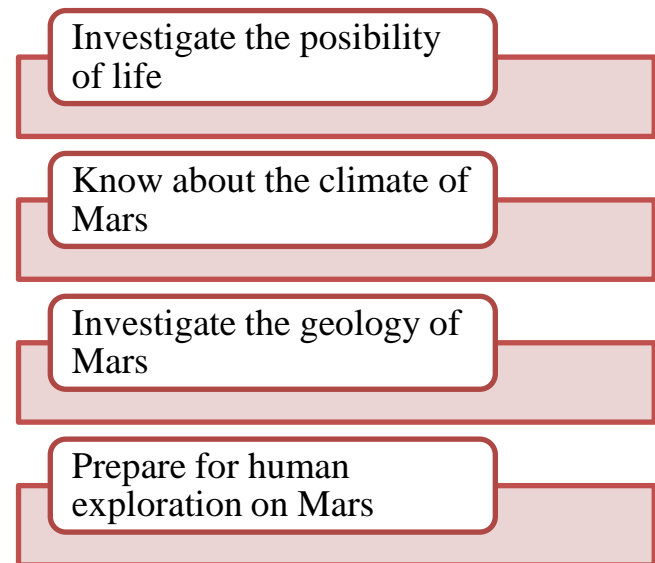 Investigate the posibility
of life
Know about the climate of
Mars
Investigate the geology of
Mars
Prepare for human
exploration on Mars